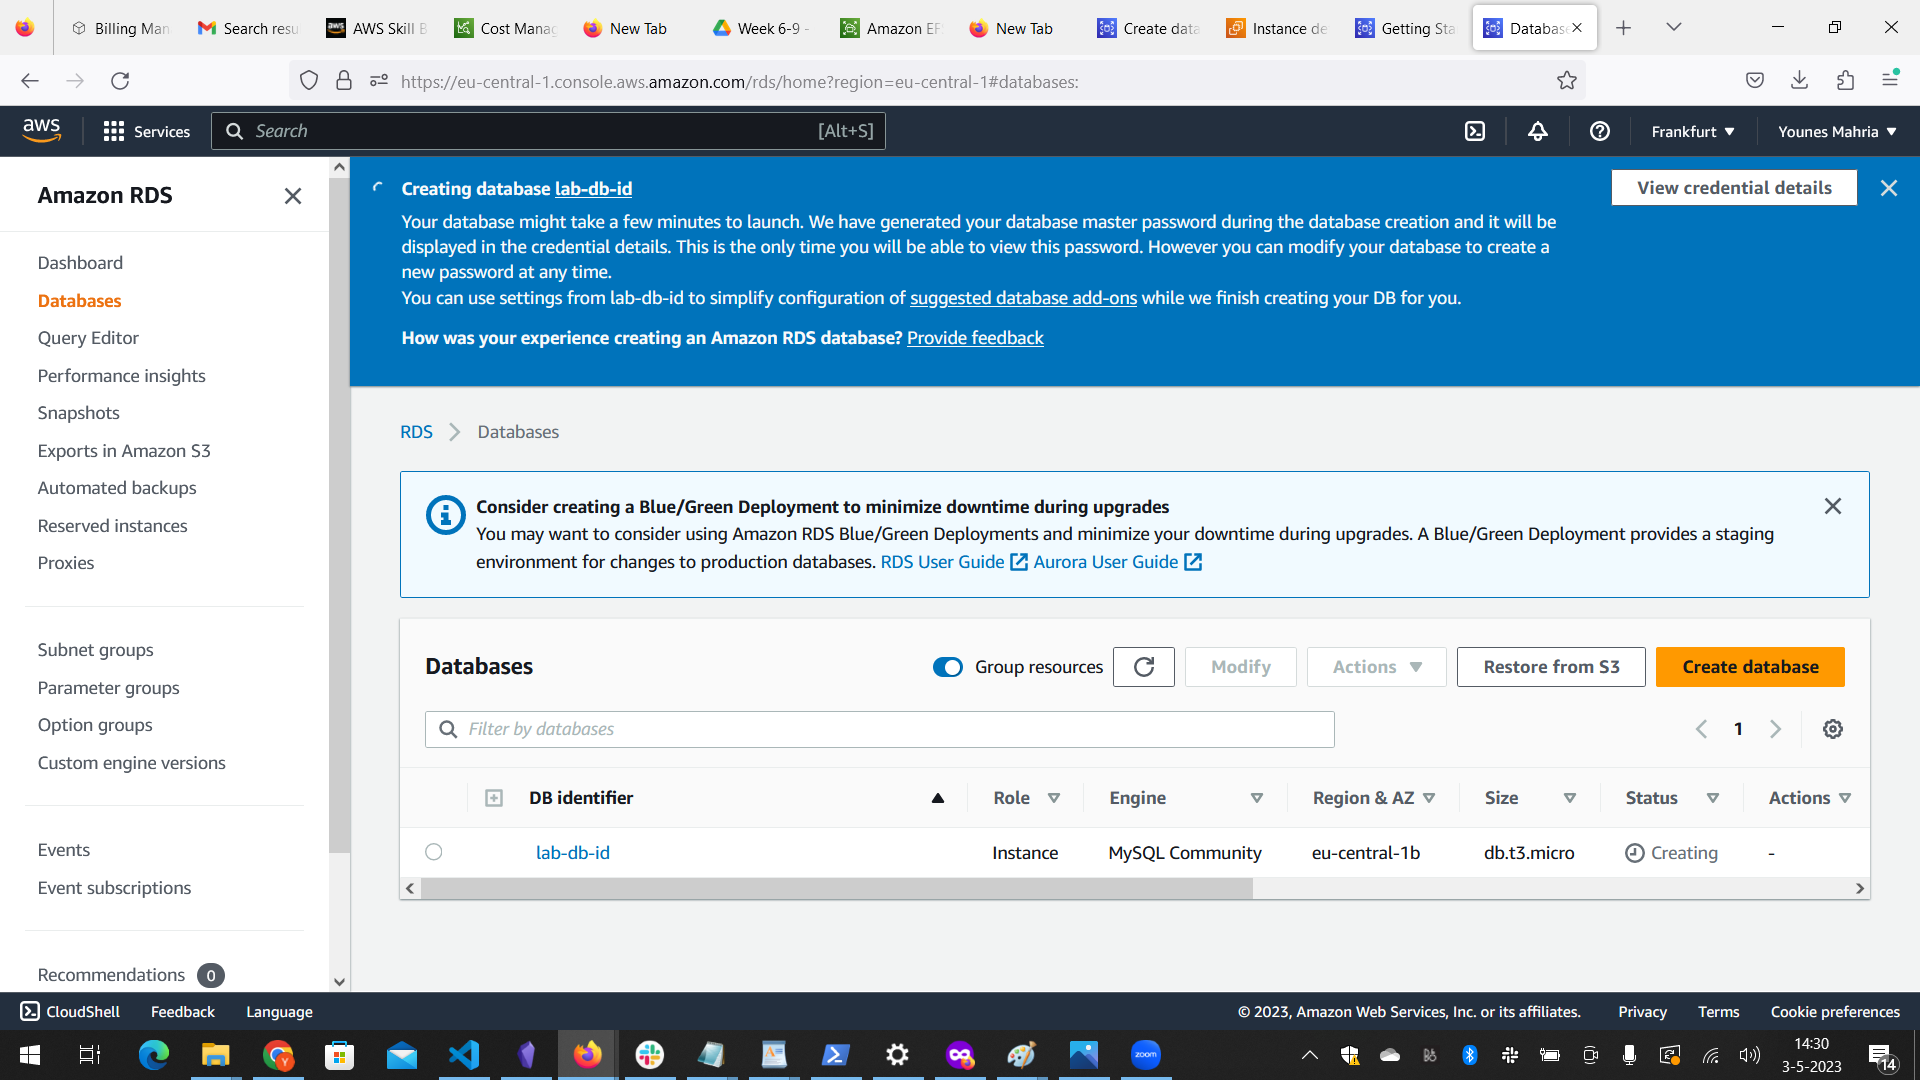 Billing Man
Search resu
AWS Skill B
Cost Manag
New Tab
Week 6-9 -
Amazon EF
New Tab
Create data
Instance de
Getting Sta
Database
https://eu-central-1.console.aws.amazon.com/rds/home?region=eu-central-1#databases:
aws
Services
Search
[Alt+S]
Frankfurt
Younes Mahria
Amazon RDS
Dashboard
Databases
Query Editor
Performance insights
Snapshots
Exports in Amazon S3
Automated backups
Reserved instances
Proxies
Subnet groups
Parameter groups
Option groups
Custom engine versions
Events
Event subscriptions
Recommendations 0
Creating database lab-db-id
View credential details
Your database might take a few minutes to launch. We have generated your database master password during the database creation and it will be
displayed in the credential details. This is the only time you will be able to view this password. However you can modify your database to create a
new password at any time.
You can use settings from lab-db-id to simplify configuration of suggested database add-ons while we finish creating your DB for you.
How was your experience creating an Amazon RDS database? Provide feedback
RDS
Databases
Consider creating a Blue/Green Deployment to minimize downtime during upgrades
You may want to consider using Amazon RDS Blue/Green Deployments and minimize your downtime during upgrades. A Blue/Green Deployment provides a staging
environment for changes to production databases. RDS User Guide Aurora User Guide
Databases
Group resources
Modify
Actions
Restore from S3
Create database
Filter by databases
1
DB identifier Role Engine Region & AZ Size Status Actions
lab-db-id Instance MySQL Community eu-central-1b db.t3.micro Creating -
CloudShell
Feedback
Language
© 2023, Amazon Web Services, Inc. or its affiliates.
Privacy
Terms
Cookie preferences
zoom
14:30
3-5-2023
14